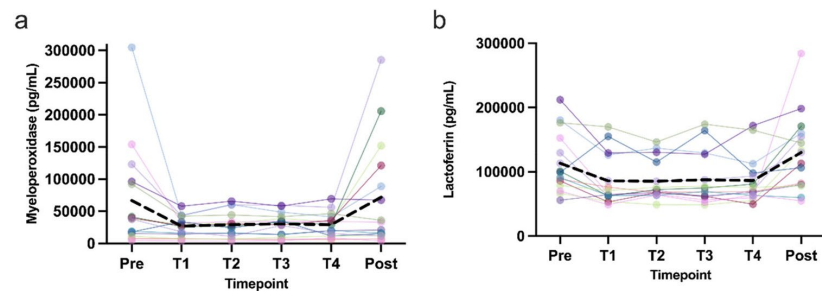 a
Myeloperoxidase (pg/mL)
300000
250000
200000
150000
100000
50000
0
Pre T1 T2 T3 T4 Post
Timepoint
b
Lactoferrin (pg/mL)
300000
200000
100000
0
Pre T1 T2 T3 T4 Post
Timepoint